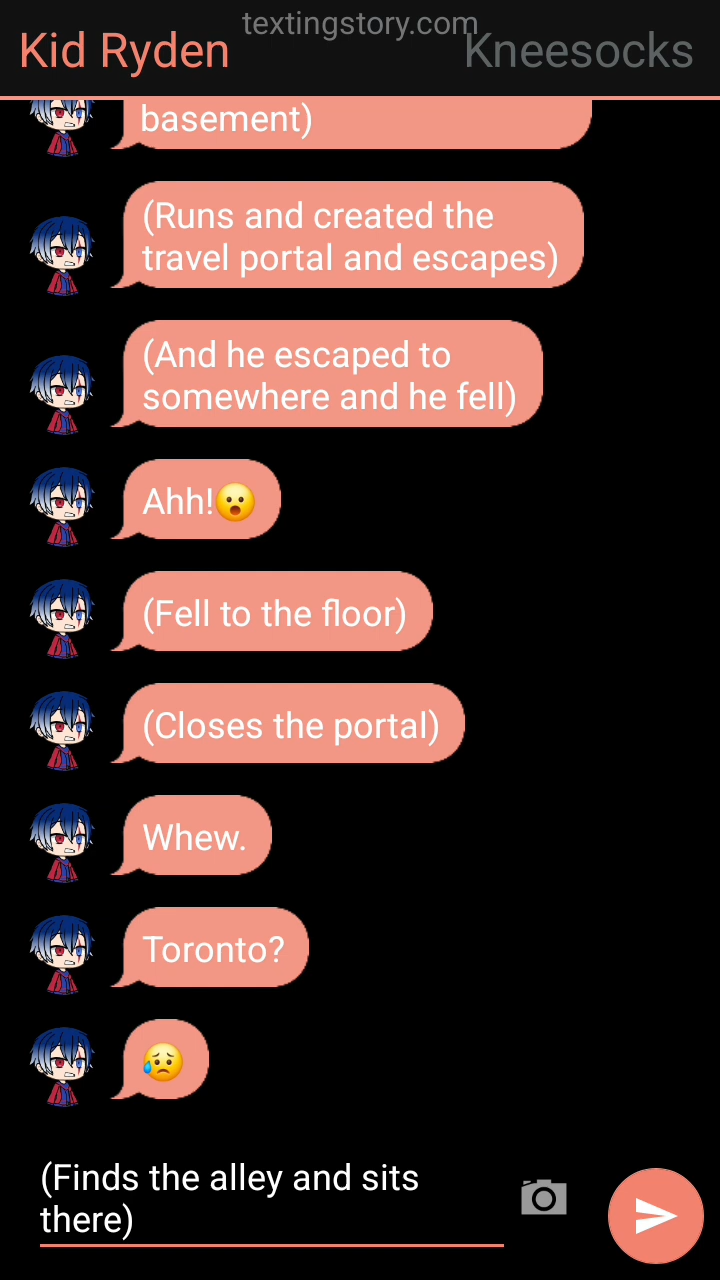 textingstory.com
Kid Ryden
Kneesocks
basement)
(Runs and created the
travel portal and escapes)
(And he escaped to
somewhere and he fell)
Ahh!😮
(Fell to the floor)
(Closes the portal)
Whew.
Toronto?
😥
(Finds the alley and sits
there)